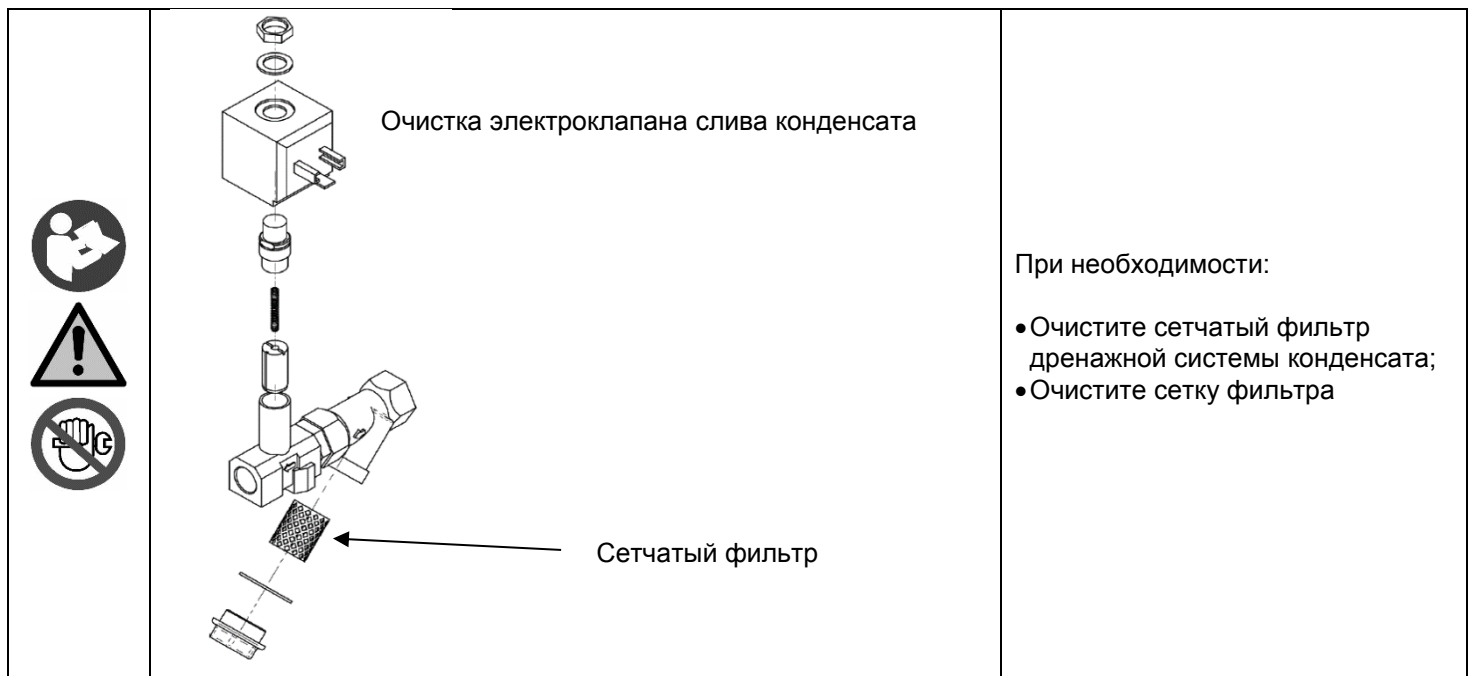 Очистка электроклапана слива конденсата
Сетчатый фильтр
При необходимости:
•Очистите сетчатый фильтр
дренажной системы конденсата;
•Очистите сетку фильтра